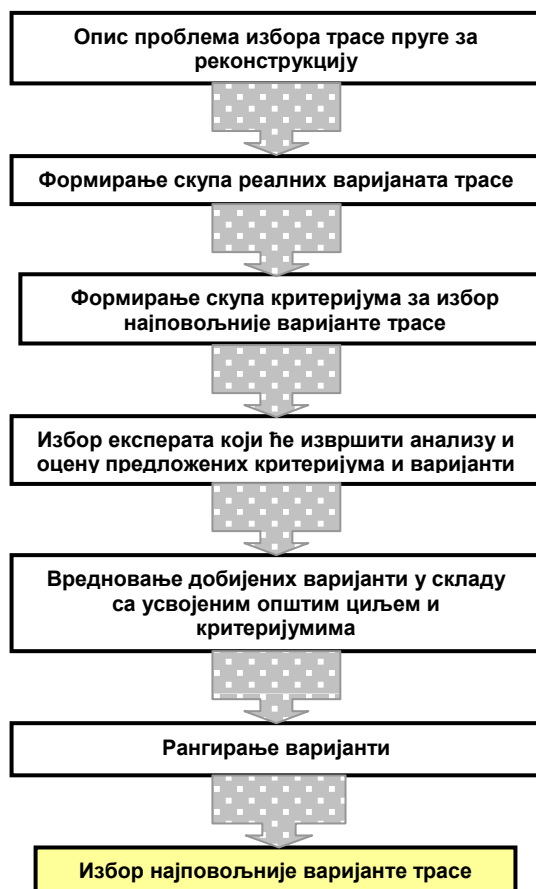 Опис проблема избора трасе пруге за
реконструкцију
Формирање скупа реалних варијаната трасе
Формирање скупа критеријума за избор
најповољније варијанте трасе
Избор експерата који ће извршити анализу и
оцену предложених критеријума и варијанти
Вредновање добијених варијанти у складу
са усвојеним општим циљем и
критеријумима
Рангирање варијанти
Избор најповољније варијанте трасе